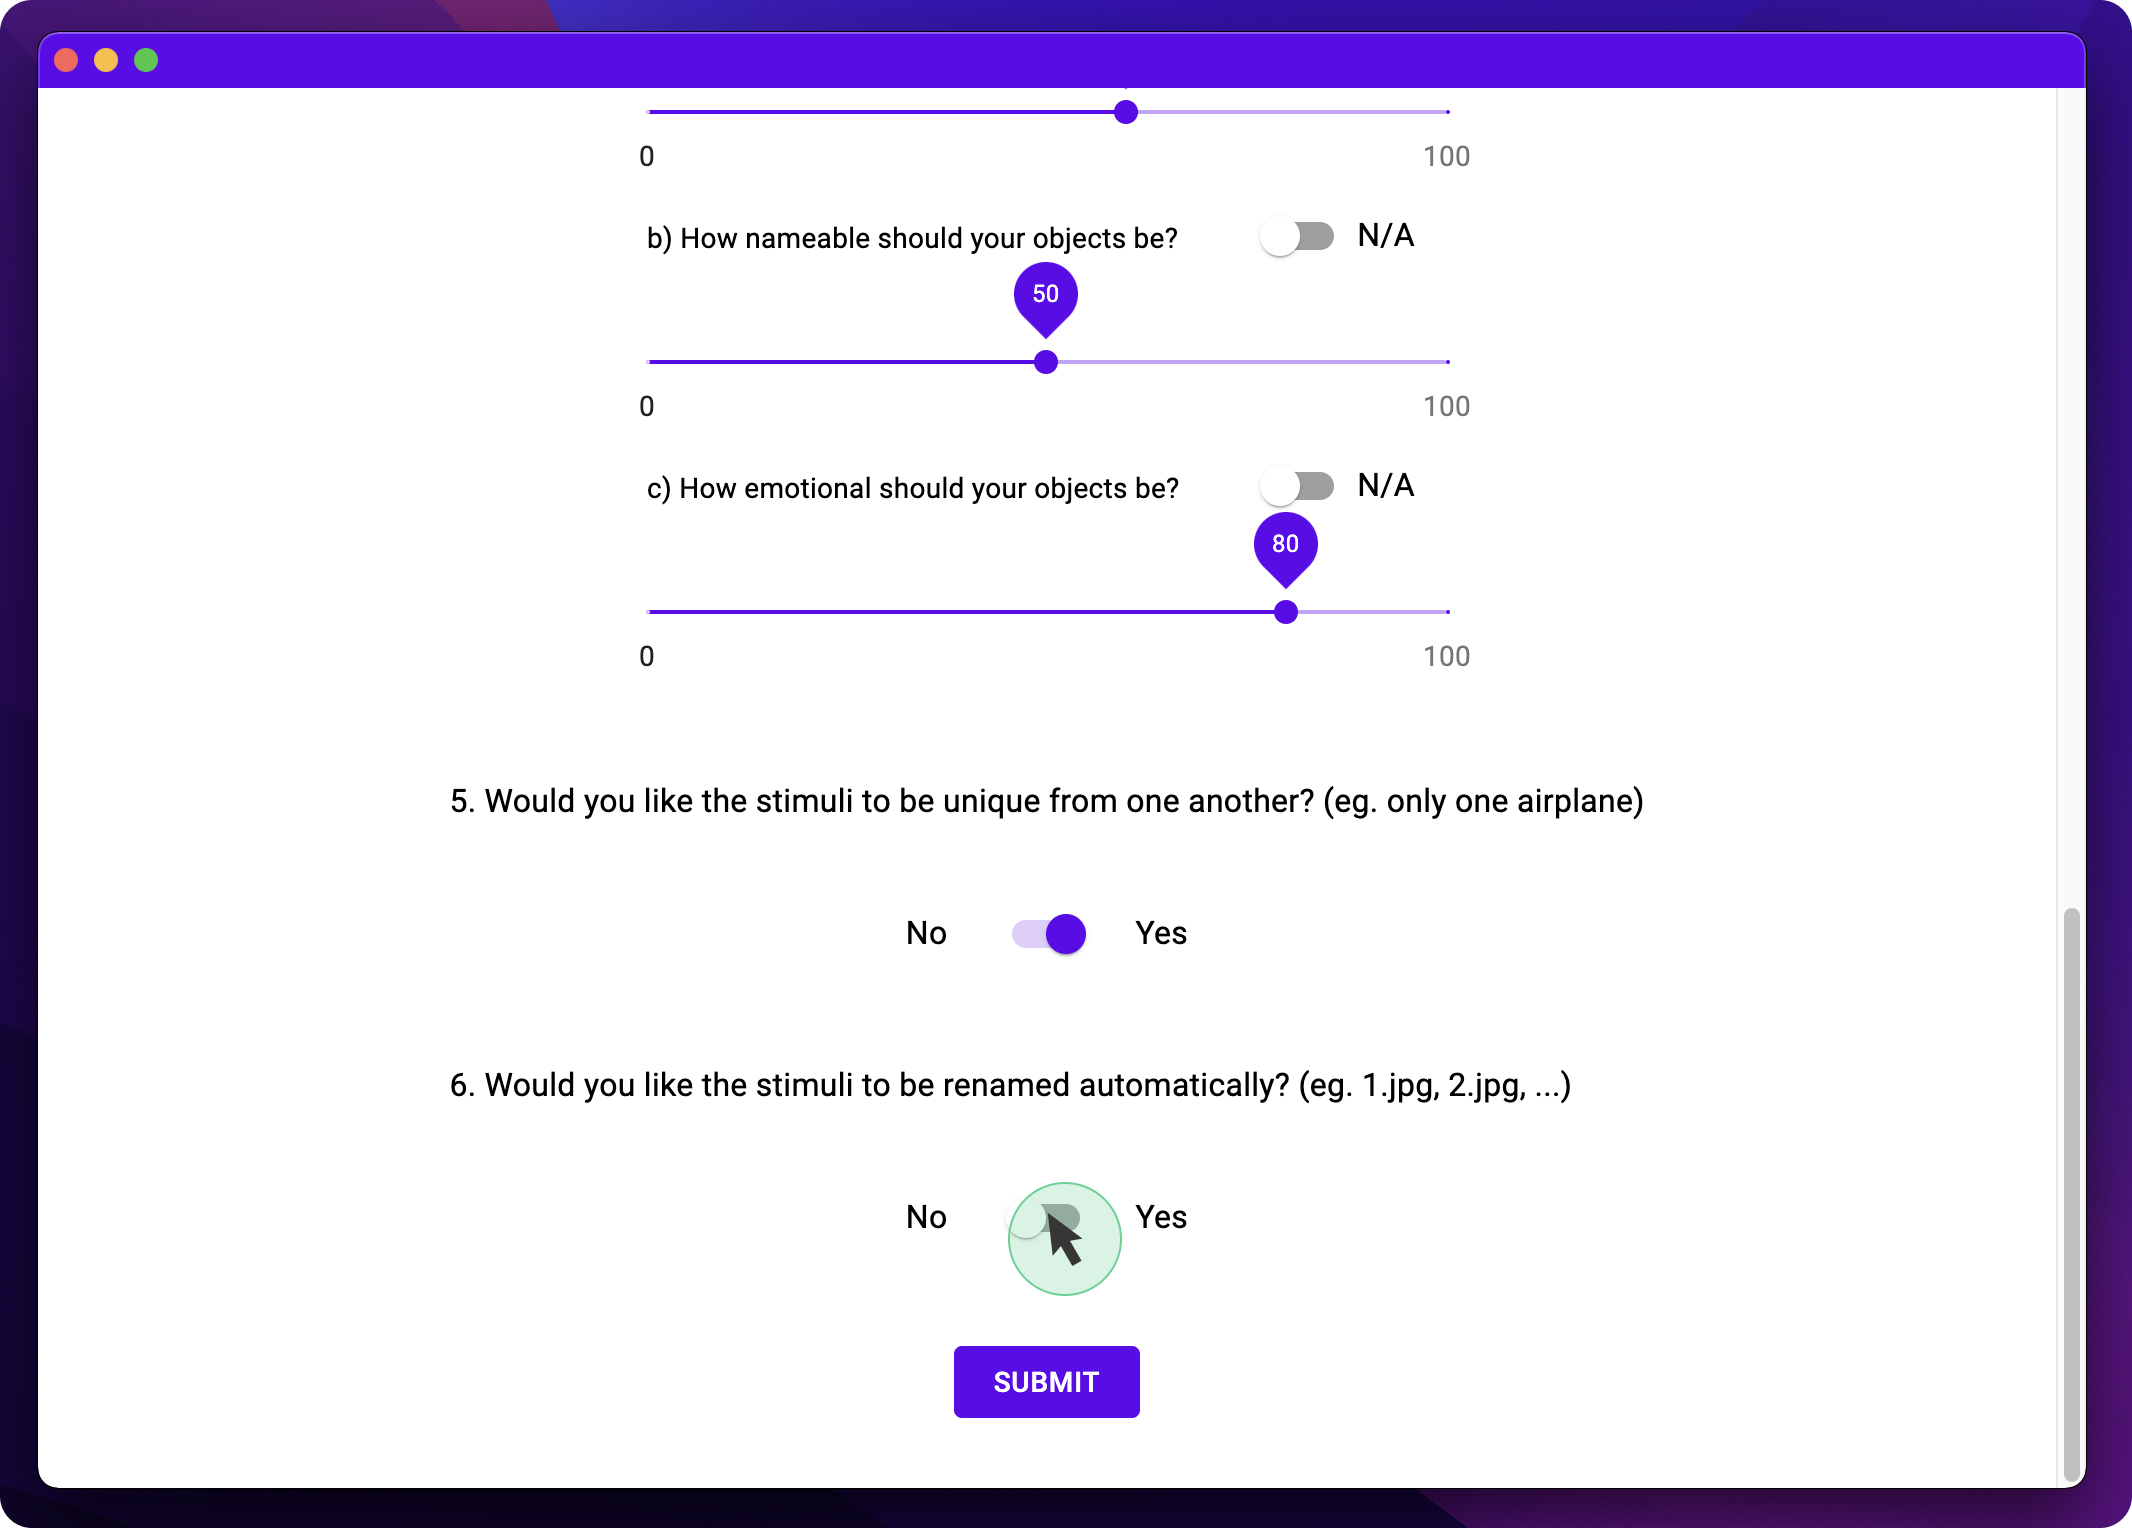 0 100
b) How nameable should your objects be? N/A
50
0 100
c) How emotional should your objects be? N/A
80
0 100
5. Would you like the stimuli to be unique from one another? (eg. only one airplane)
No Yes
6. Would you like the stimuli to be renamed automatically? (eg. 1.jpg, 2.jpg, ...)
No Yes
SUBMIT